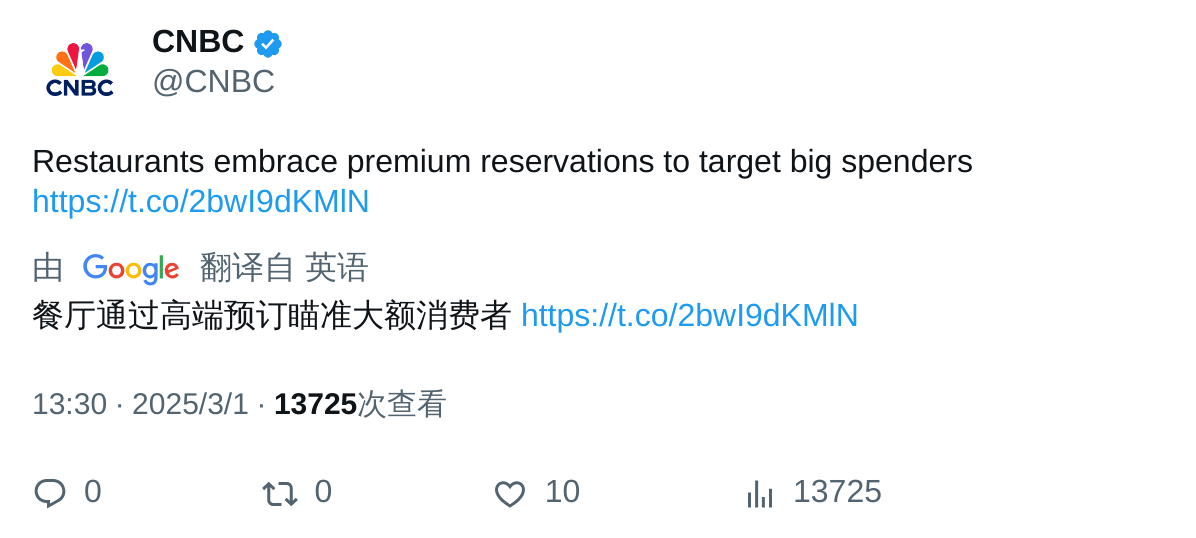 CNBC
CNBC
@CNBC
Restaurants embrace premium reservations to target big spenders
https://t.co/2bwI9dKMlN
由 Google 翻译自 英语
餐厅通过高端预订瞄准大额消费者 https://t.co/2bwI9dKMlN
13:30 · 2025/3/1 · 13725次查看
0 0 10 13725